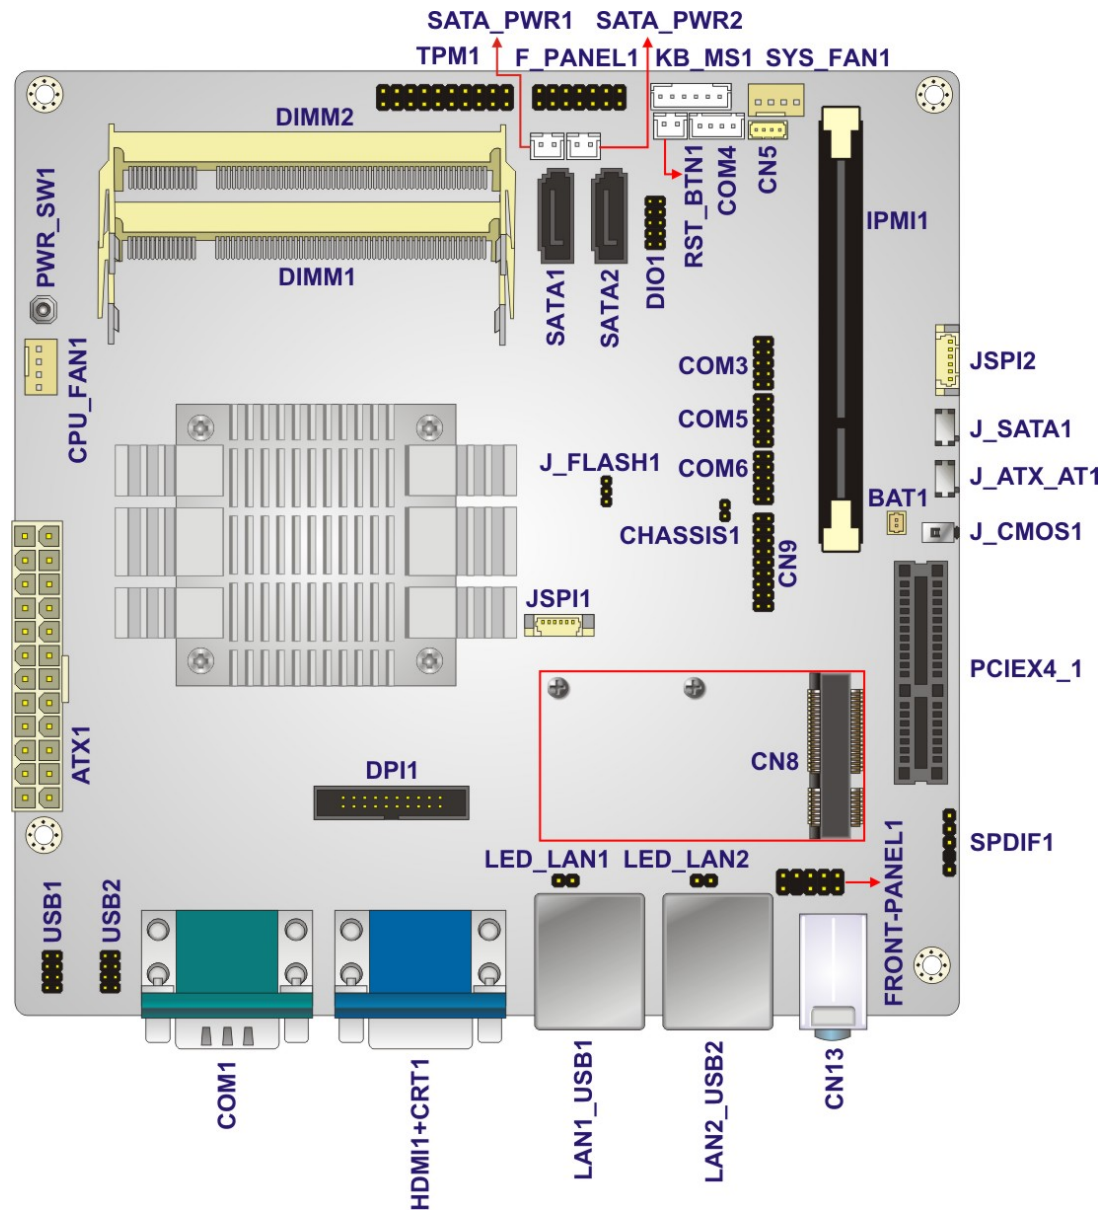 SATA_PWR1 SATA_PWR2
TPM1 F_PANEL1 KB_MS1 SYS_FAN1
DIMM2
PWR_SW1
DIMM1
CPU_FAN1
SATA1
SATA2
DIO1
RST_BTN1
COM4
CN5
IPMI1
COM3
JSPI2
COM5
J_SATA1
J_FLASH1
COM6
J_ATX_AT1
BAT1
CHASSIS1
CN9
J_CMOS1
JSPI1
PCIEX4_1
ATX1
DPI1
CN8
LED_LAN1
LED_LAN2
SPDIF1
FRONT-PANEL1
USB1
USB2
COM1
HDMI1+CRT1
LAN1_USB1
LAN2_USB2
CN13